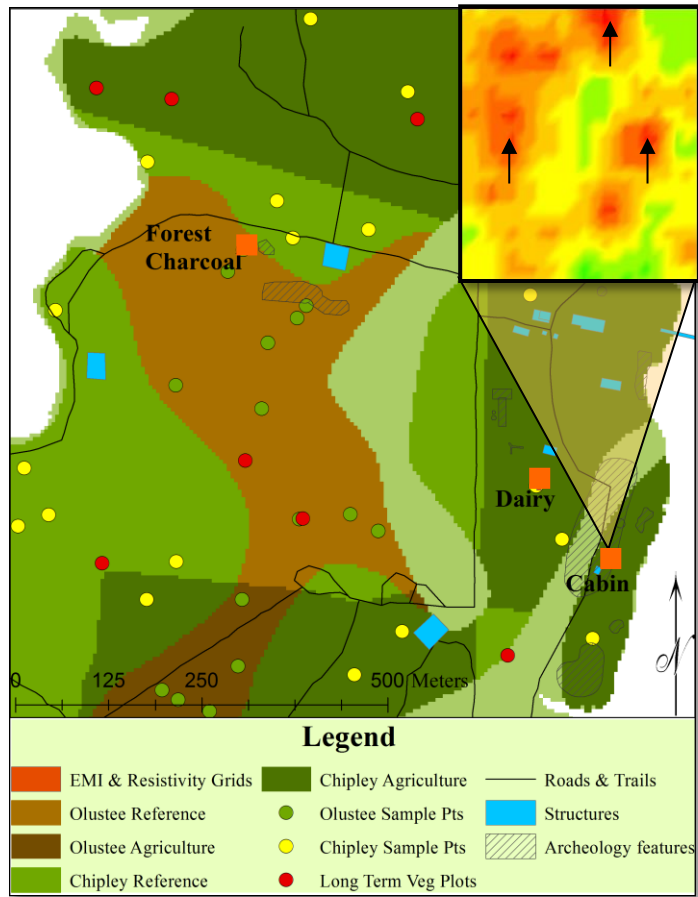 Forest
Charcoal
Dairy
Cabin
N
0 125 250 500 Meters
Legend
EMI & Resistivity Grids
Olustee Reference
Olustee Agriculture
Chipley Reference
Chipley Agriculture
Olustee Sample Pts
Chipley Sample Pts
Long Term Veg Plots
Roads & Trails
Structures
Archeology features